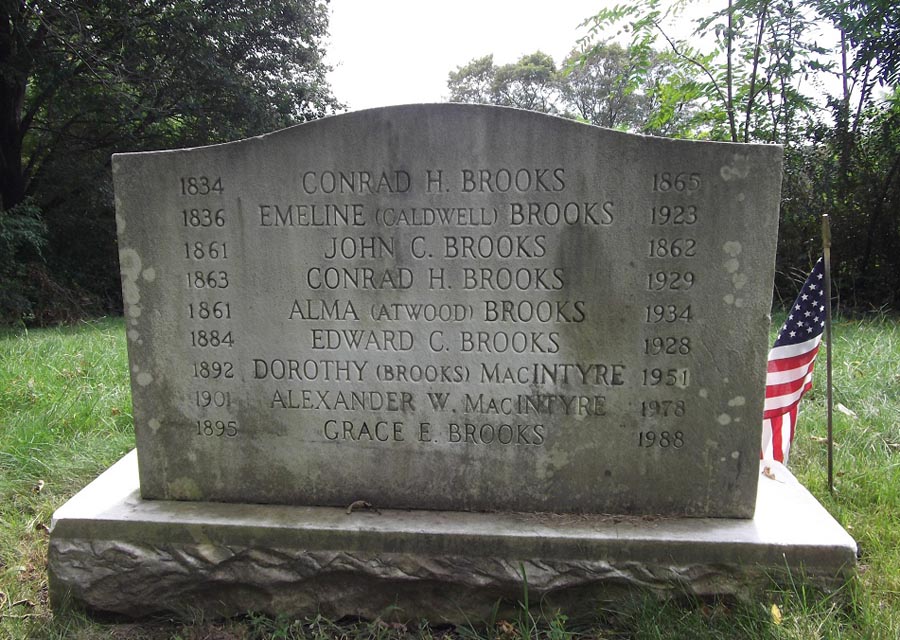 1834 CONRAD H. BROOKS 1865
1836 EMELINE (CALDWELL) BROOKS 1923
1861 JOHN C. BROOKS 1862
1863 CONRAD H. BROOKS 1929
1861 ALMA (ATWOOD) BROOKS 1934
1884 EDWARD C. BROOKS 1928
1892 DOROTHY (BROOKS) MACINTYRE 1951
1901 ALEXANDER W. MACINTYRE 1978
1895 GRACE E. BROOKS 1988